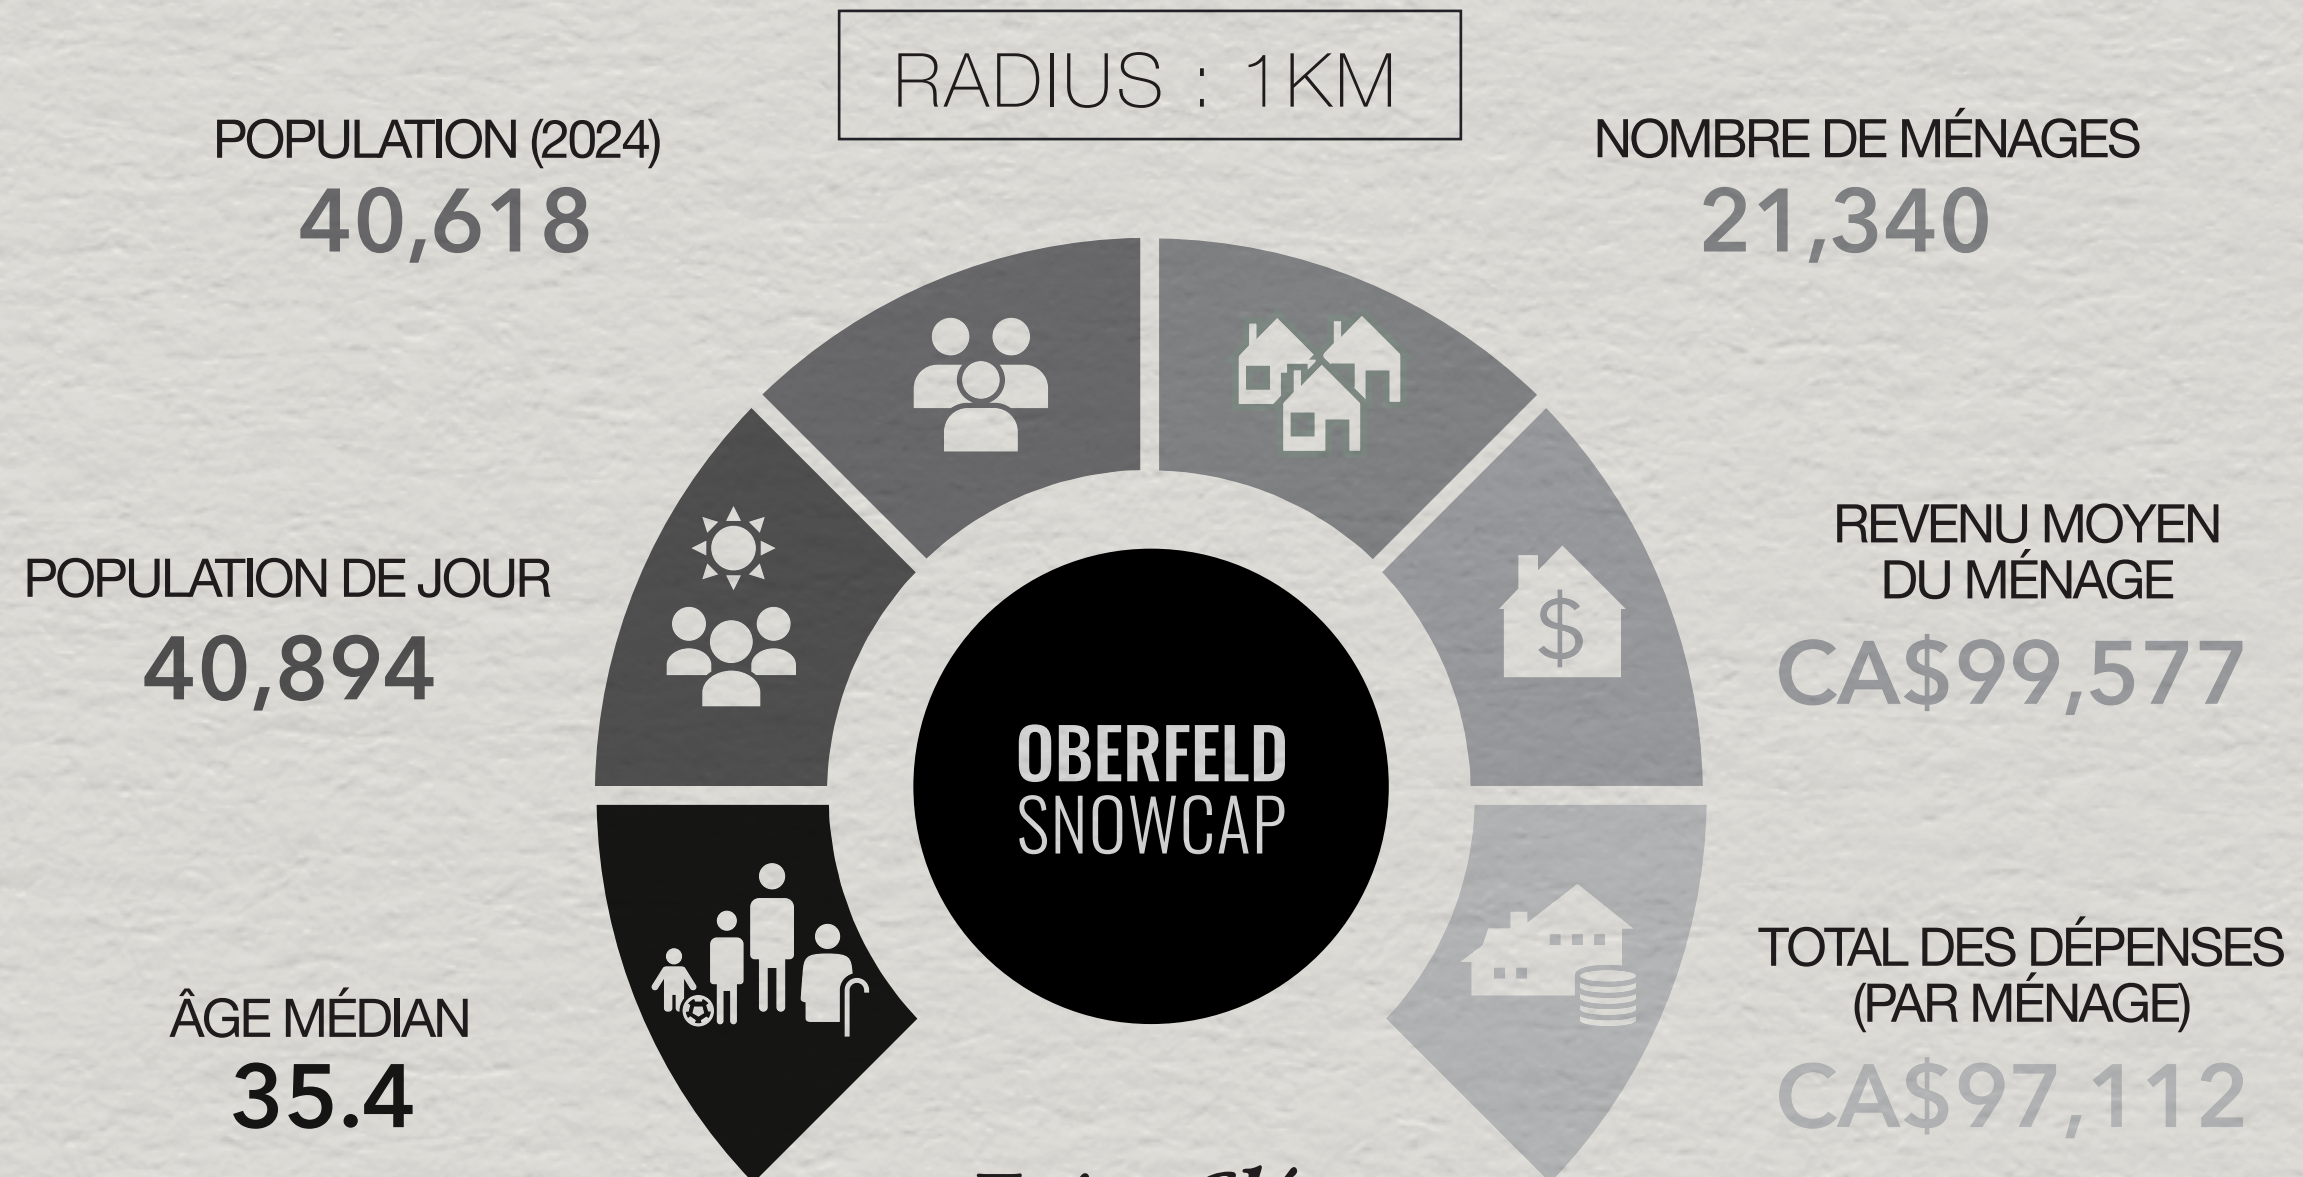 RADIUS : 1KM
POPULATION (2024)
40,618
NOMBRE DE MÉNAGES
21,340
POPULATION DE JOUR
40,894
REVENU MOYEN
DU MÉNAGE
CA$99,577
$
OBERFELD
SNOWCAP
ÂGE MÉDIAN
35.4
TOTAL DES DÉPENSES
(PAR MÉNAGE)
CA$97,112